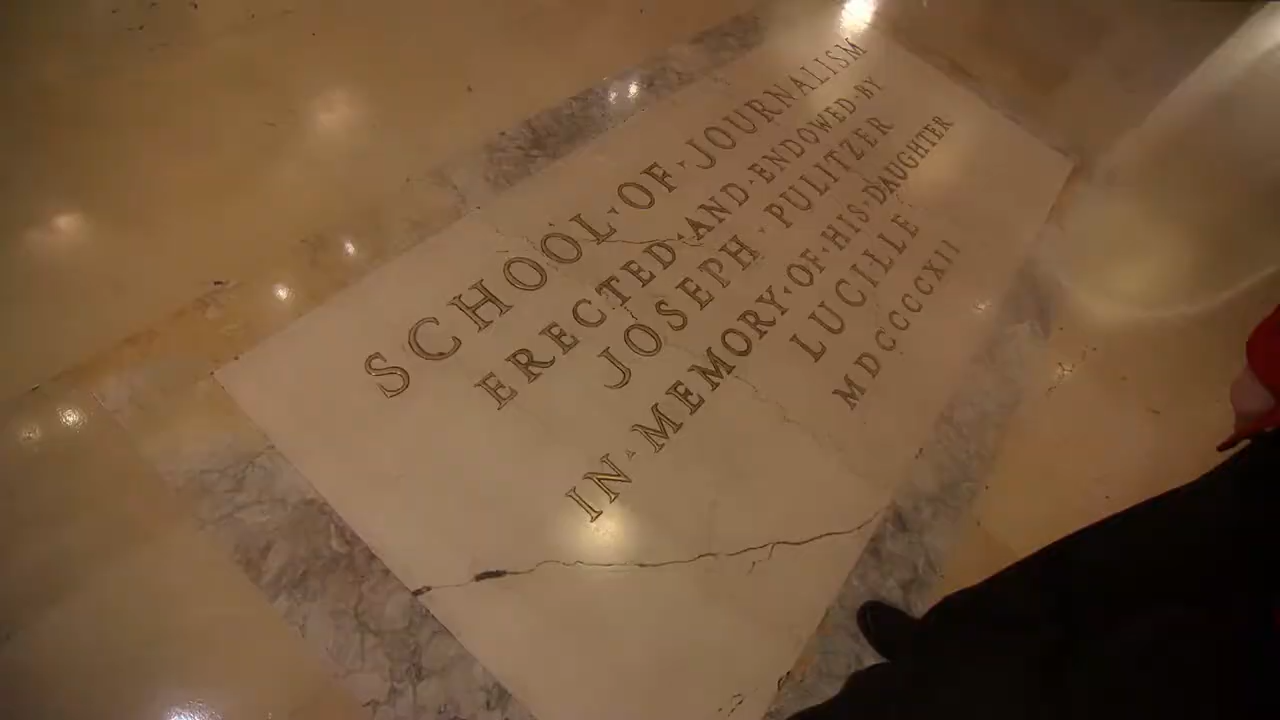 SCHOOL·OF·JOURNALISM
ERECTED·AND·ENDOWED·BY
JOSEPH·PULITZER
IN·MEMORY·OF·HIS·DAUGHTER
LUCILLE
MDCCCCXII